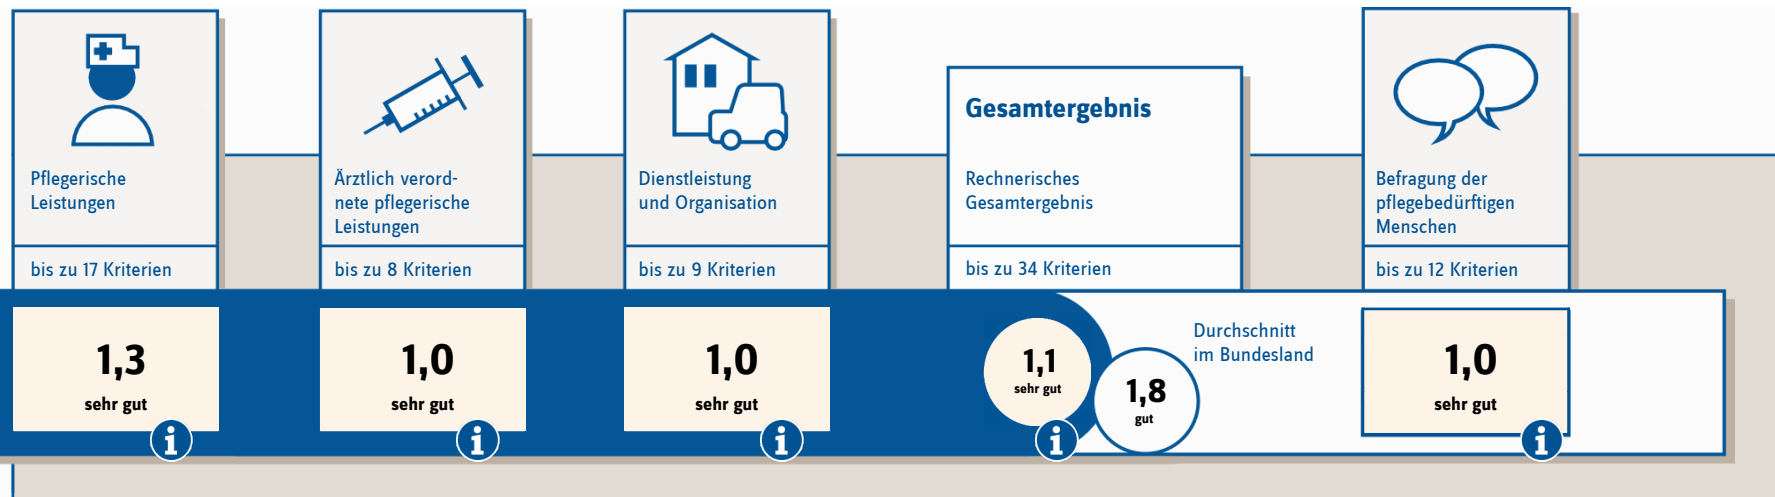 Pflegerische
Leistungen
bis zu 17 Kriterien
1,3
sehr gut
Ärztlich verord-
nete pflegerische
Leistungen
bis zu 8 Kriterien
1,0
sehr gut
Dienstleistung
und Organisation
bis zu 9 Kriterien
1,0
sehr gut
Gesamtergebnis
Rechnerisches
Gesamtergebnis
bis zu 34 Kriterien
1,1
sehr gut
Durchschnitt
im Bundesland
1,8
gut
Befragung der
pflegebedürftigen
Menschen
bis zu 12 Kriterien
1,0
sehr gut